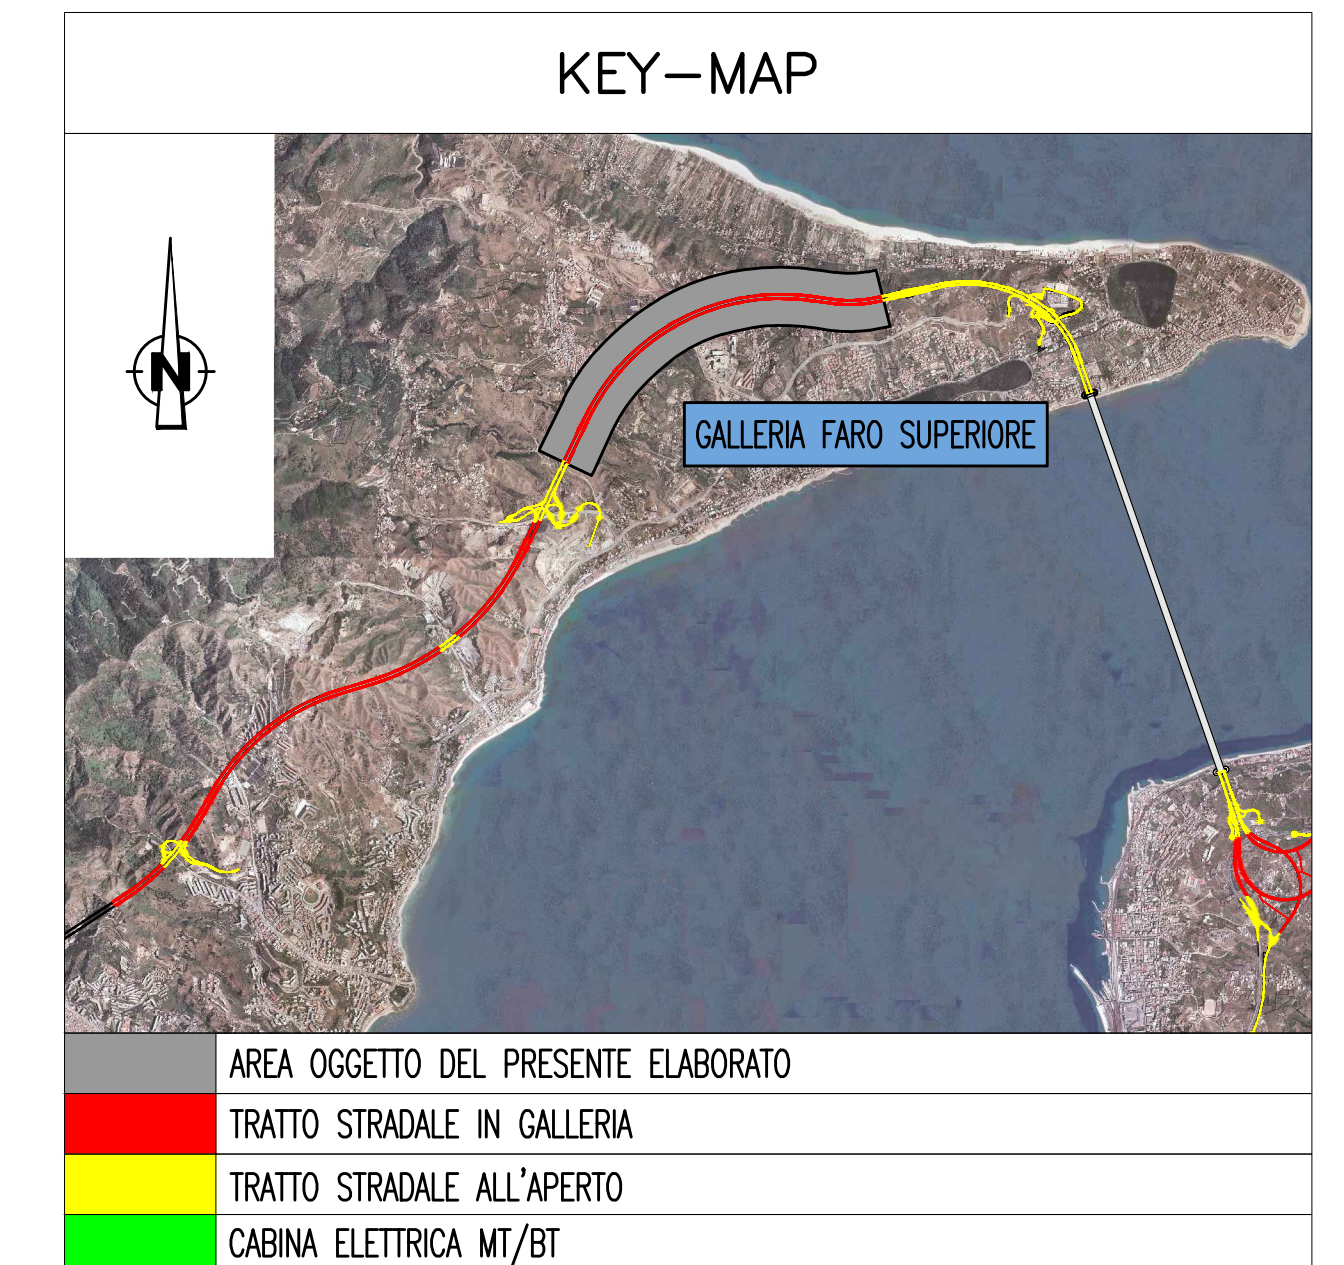 KEY-MAP
N
GALLERIA FARO SUPERIORE
AREA OGGETTO DEL PRESENTE ELABORATO
TRATTO STRADALE IN GALLERIA
TRATTO STRADALE ALL'APERTO
CABINA ELETTRICA MT/BT